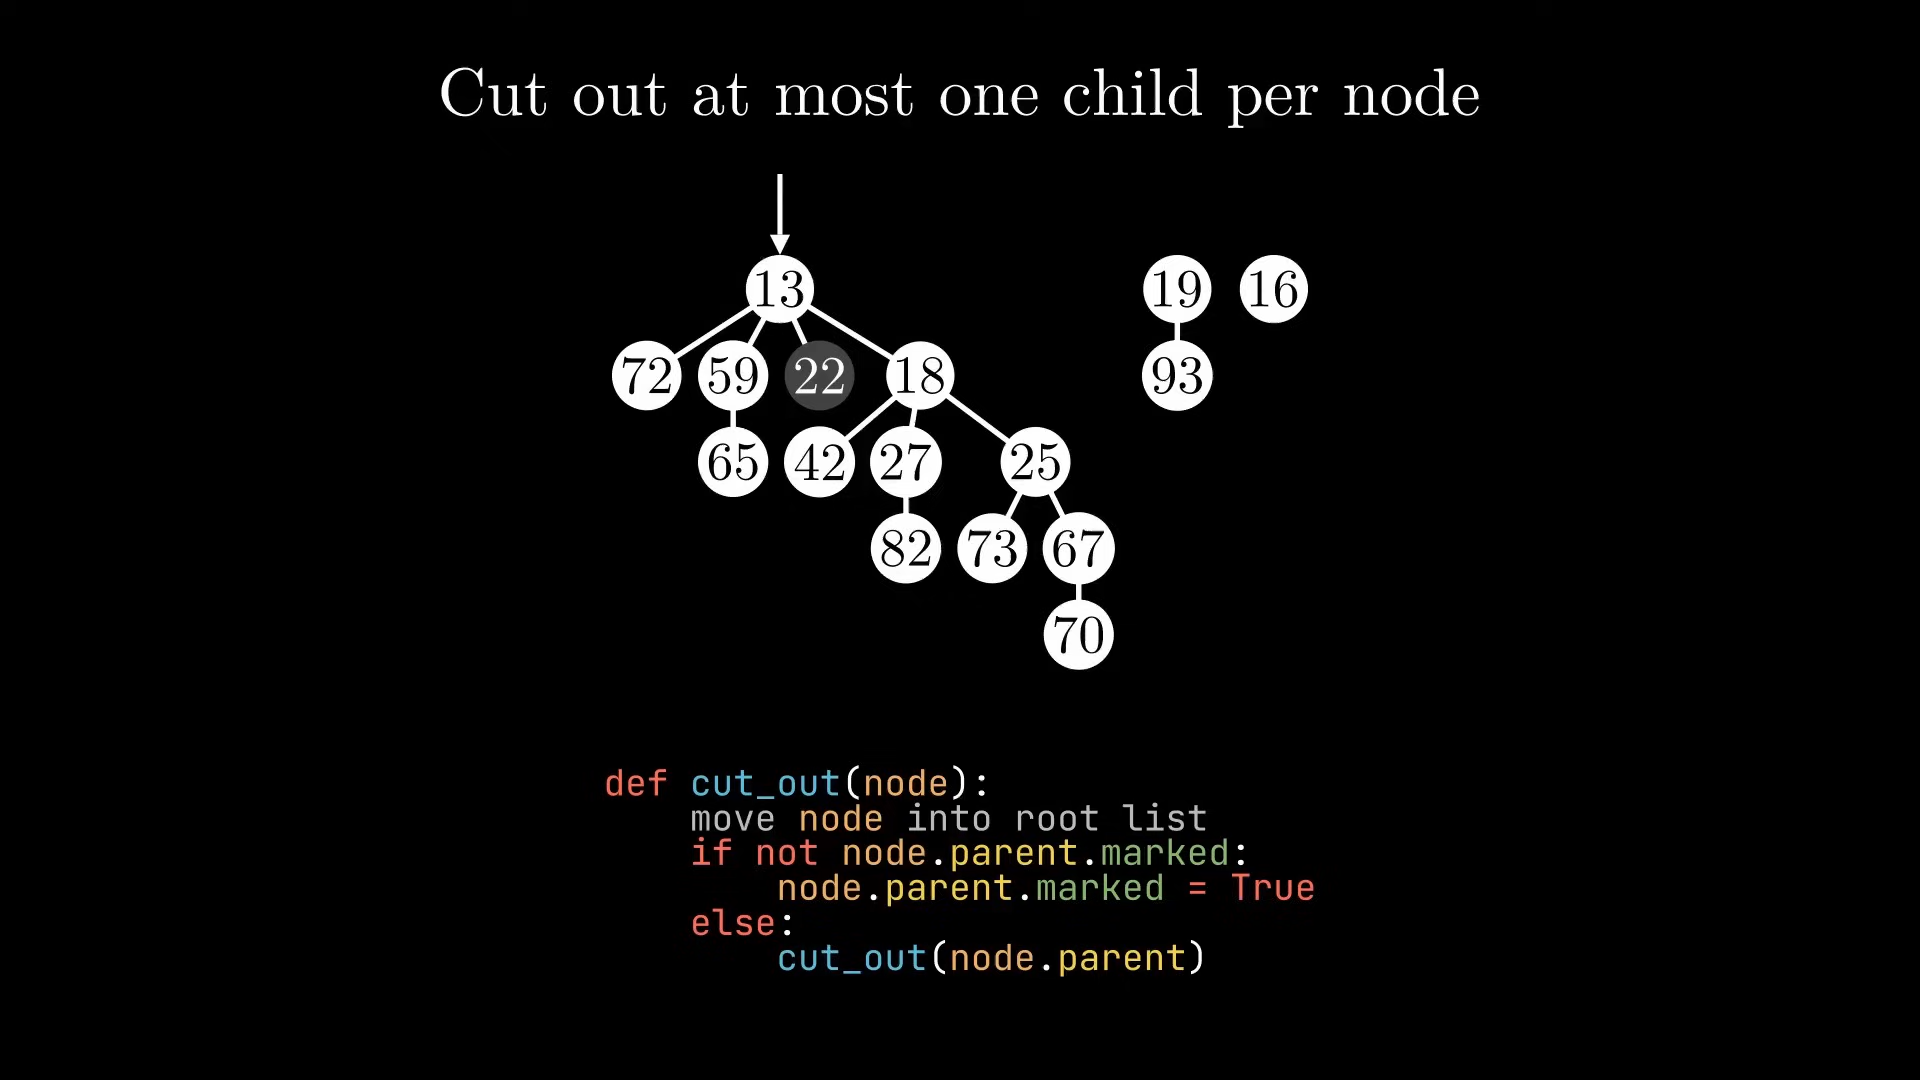 Cut out at most one child per node
13 19 16
72 59 22 18 93
65 42 27 25
82 73 67
70
def cut_out(node):
    move node into root list
    if not node.parent.marked:
        node.parent.marked = True
    else:
        cut_out(node.parent)